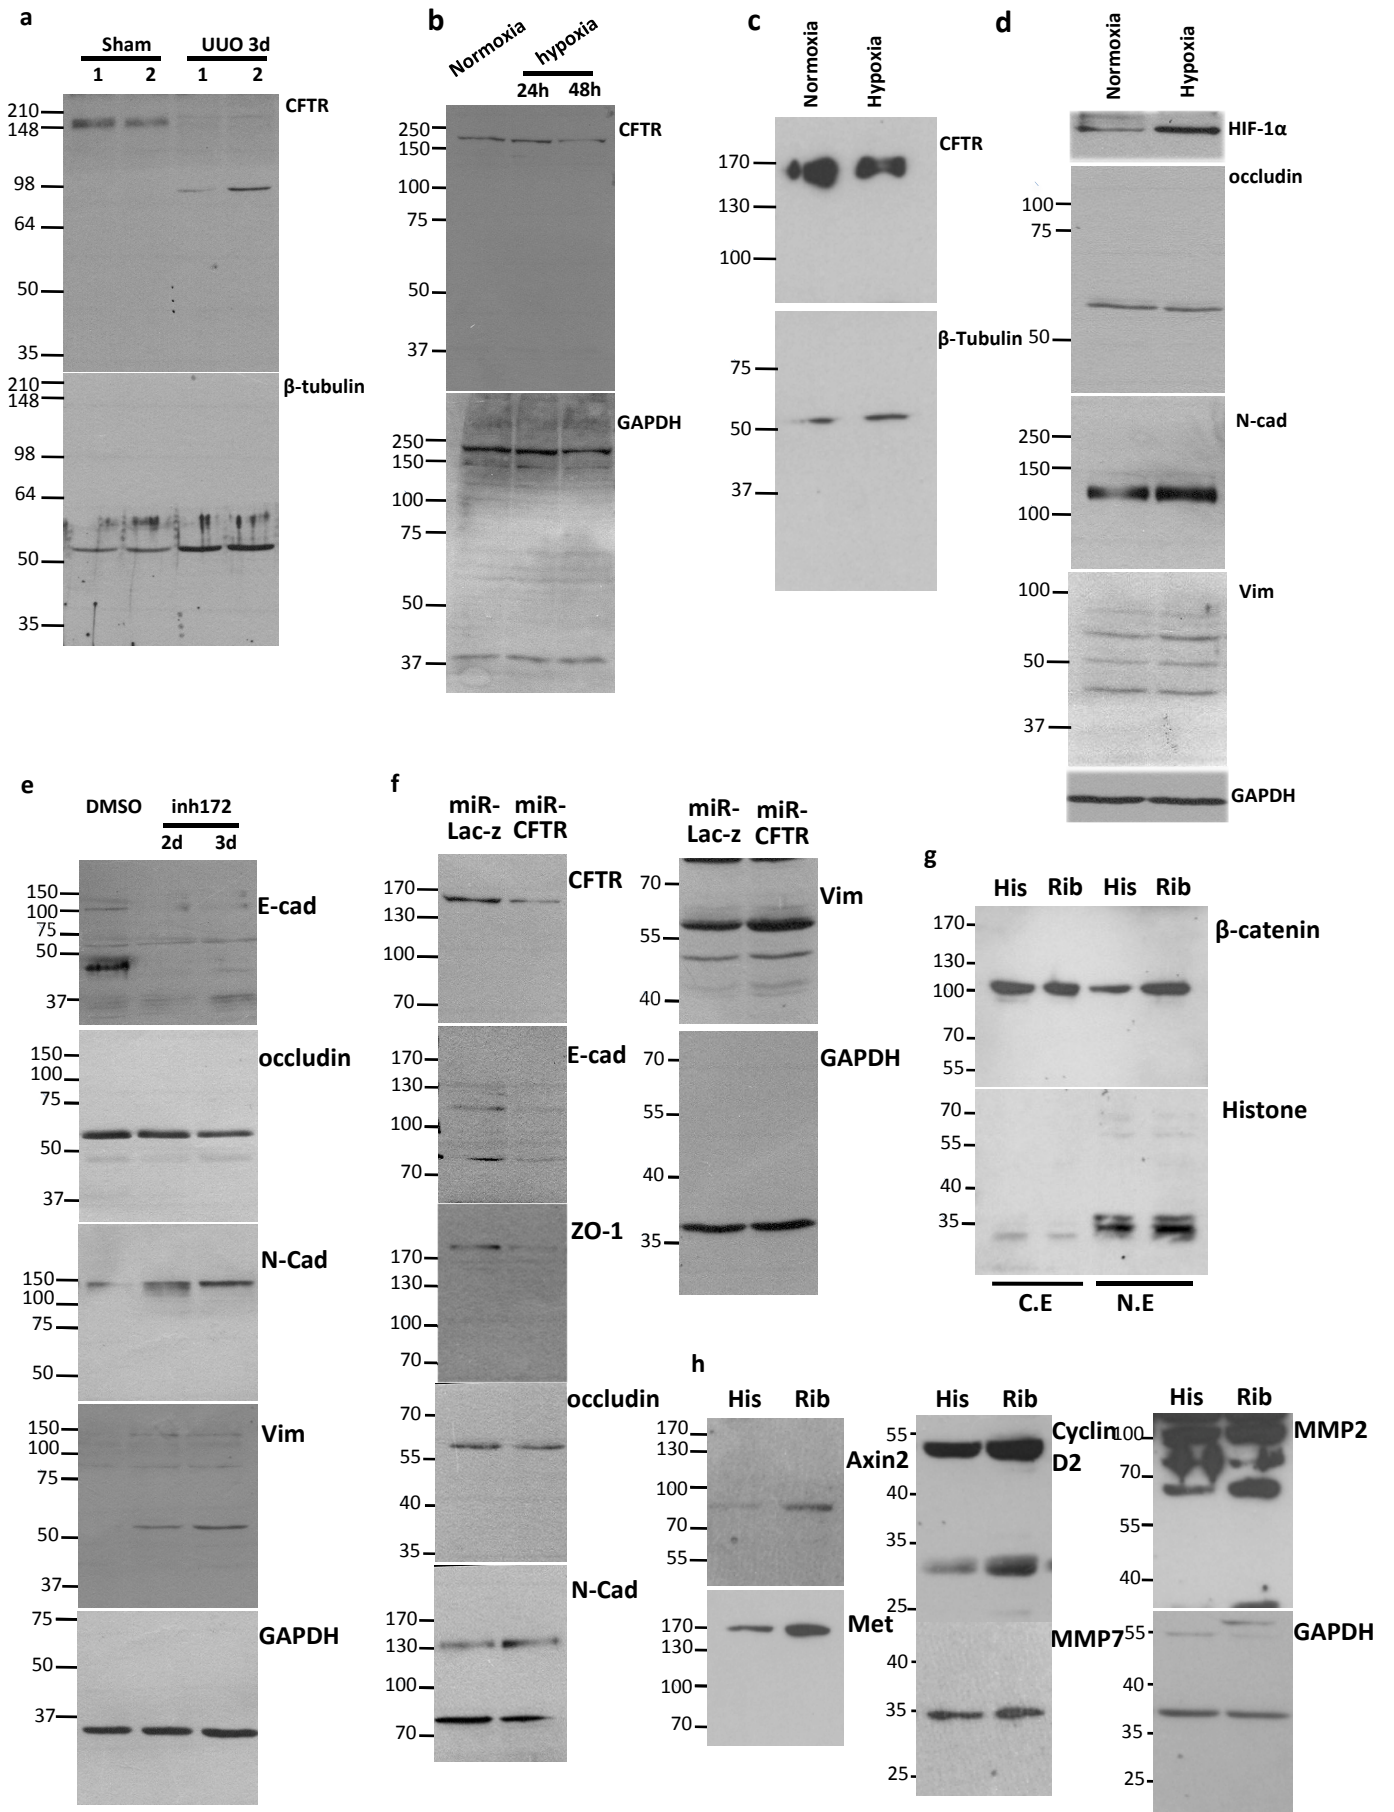 a
Sham UUO 3d
1 2 1 2
CFTR
210
148
98
64
50
35
β-tubulin
210
148
98
64
50
35
b
Normoxia hypoxia
24h 48h
CFTR
250
150
100
75
50
37
GAPDH
250
150
100
75
50
37
c
Normoxia Hypoxia
CFTR
170
130
100
β-Tubulin
75
50
37
d
Normoxia Hypoxia
HIF-1α
occludin
100
75
50
N-cad
250
150
100
Vim
100
50
37
GAPDH
e
DMSO inh172
2d 3d
E-cad
150
100
75
50
37
occludin
150
100
75
50
37
N-Cad
150
100
75
50
Vim
150
100
75
50
37
GAPDH
75
50
37
f
miR- miR-
Lac-z CFTR
CFTR
170
130
100
70
E-cad
170
130
100
70
ZO-1
170
130
100
70
occludin
70
55
40
35
N-Cad
170
130
100
70
miR- miR-
Lac-z CFTR
Vim
70
55
40
GAPDH
70
55
40
35
g
His Rib His Rib
β-catenin
170
130
100
70
55
Histone
70
55
40
35
C.E N.E
h
His Rib
Axin2
170
130
100
70
55
Met
170
130
100
70
His Rib
Cyclin
D2
55
40
35
25
MMP7
40
35
25
His Rib
MMP2
100
70
55
40
GAPDH
55
40
35
25